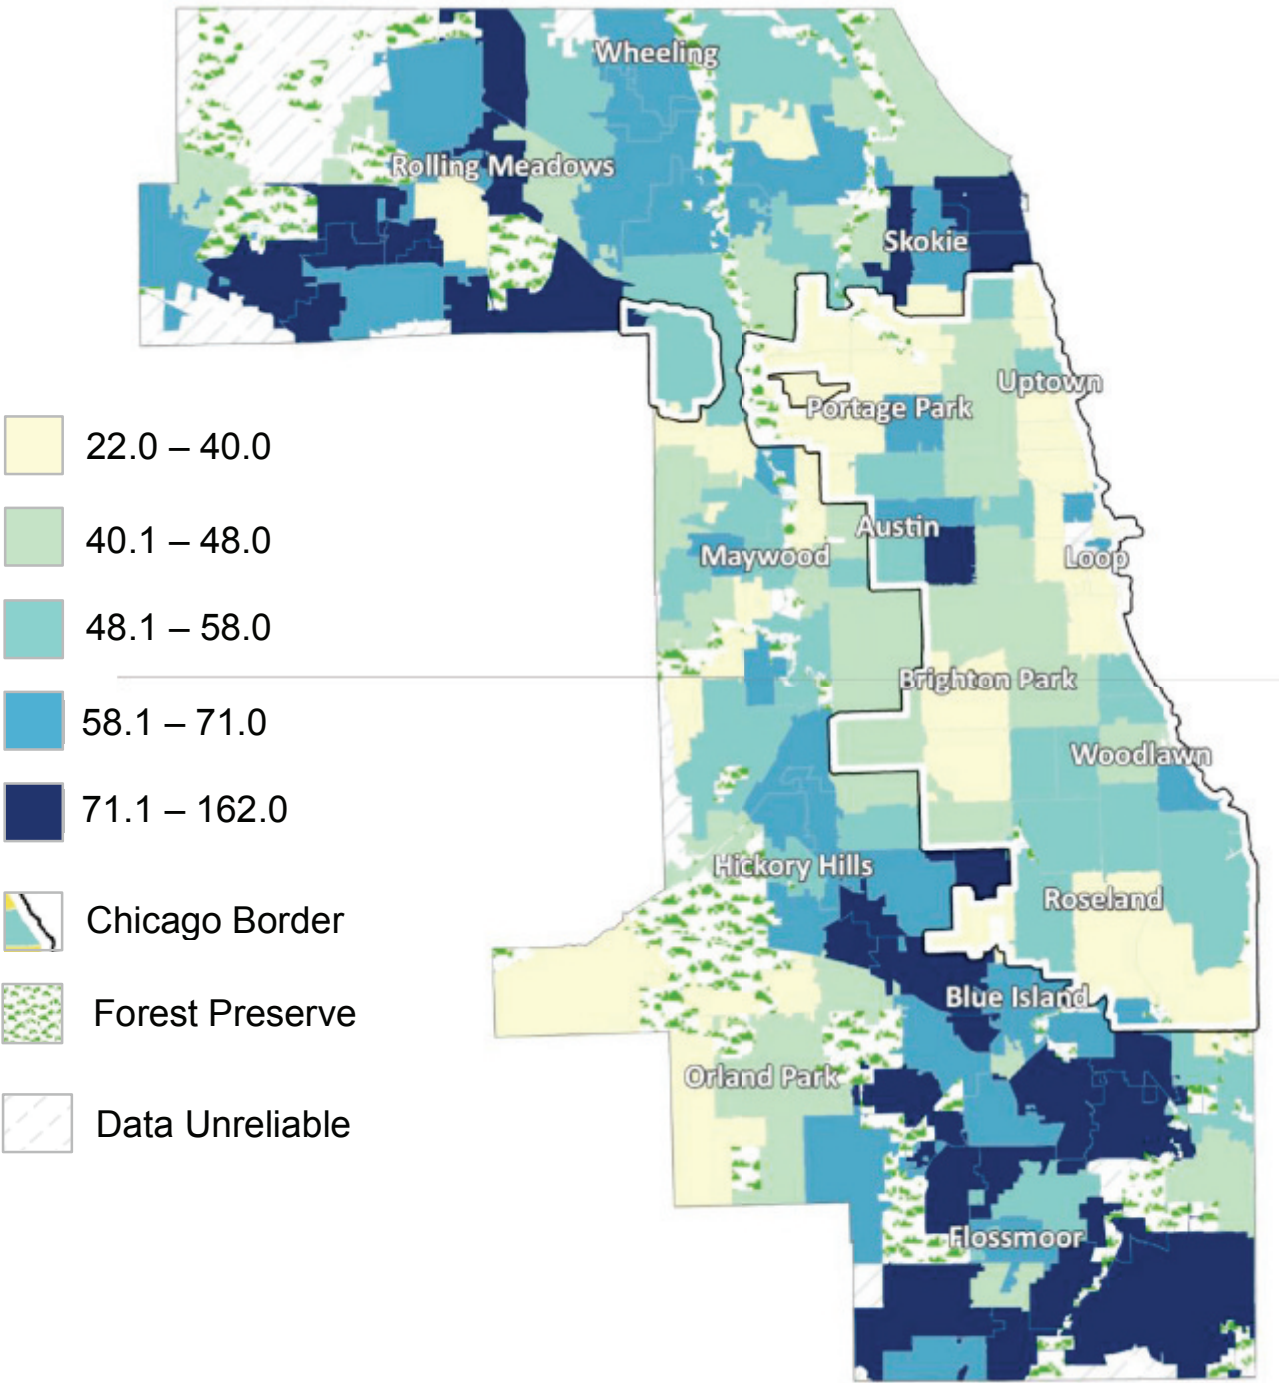 Wheeling
Rolling Meadows
Skokie
Uptown
Portage Park
22.0 – 40.0
Austin
40.1 – 48.0
Maywood
Loop
48.1 – 58.0
Brighton Park
58.1 – 71.0
Woodlawn
71.1 – 162.0
Hickory Hills
Roseland
Chicago Border
Blue Island
Forest Preserve
Orland Park
Data Unreliable
Flossmoor